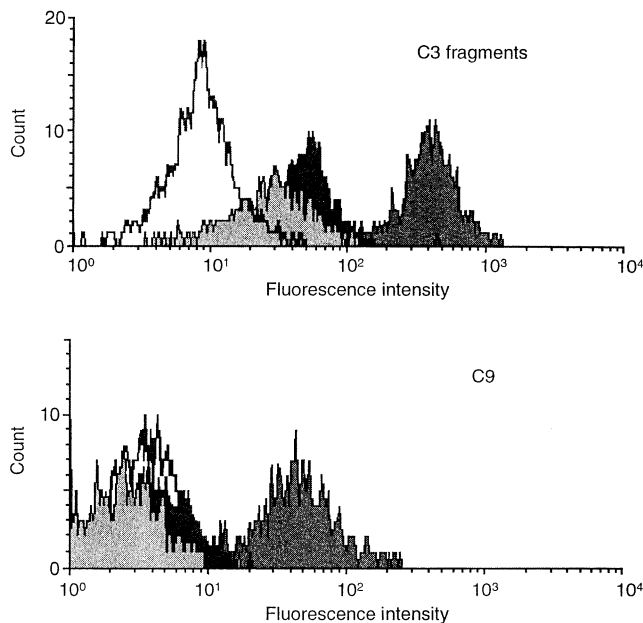 20
C3 fragments
Count
10
0
10⁰ 10¹ 10² 10³ 10⁴
Fluorescence intensity
C9
10
Count
0
10⁰ 10¹ 10² 10³ 10⁴
Fluorescence intensity